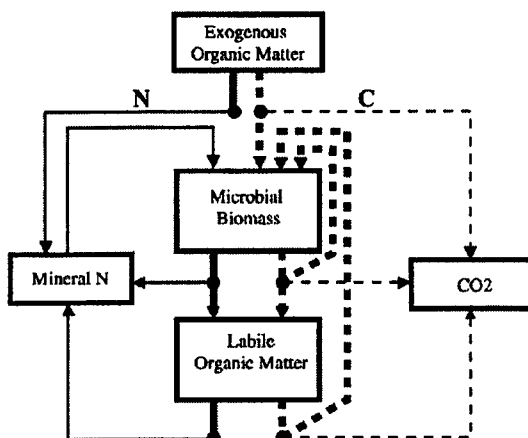 Exogenous
Organic Matter
N
C
Microbial
Biomass
Mineral N
CO2
Labile
Organic Matter